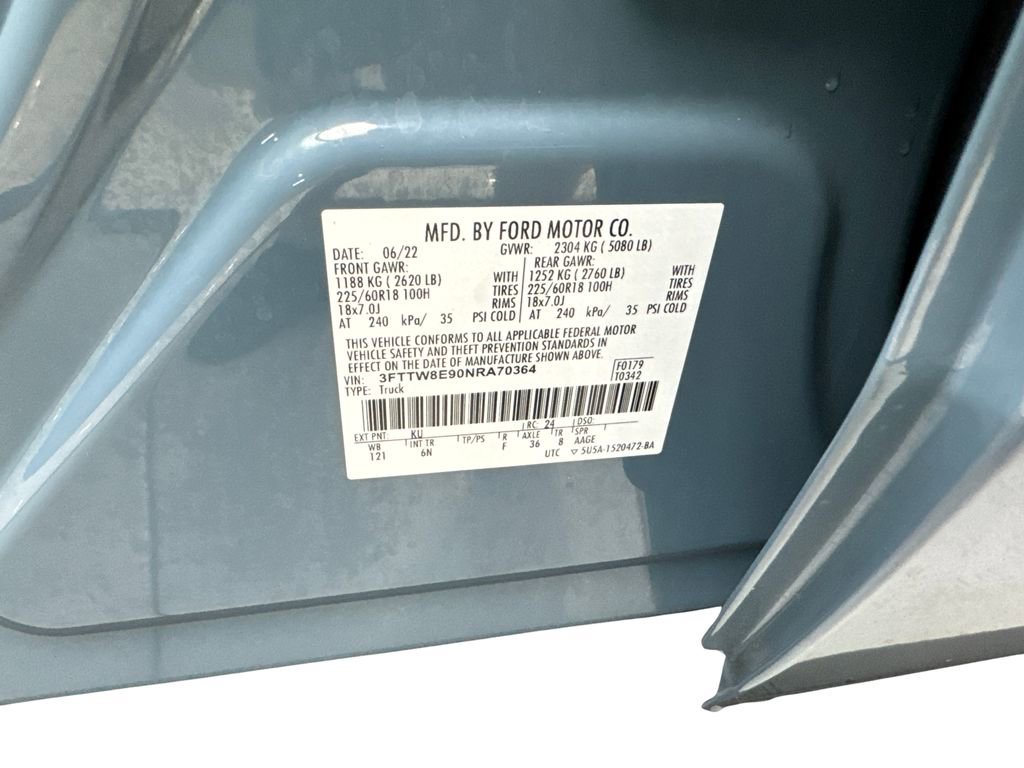 MFD. BY FORD MOTOR CO.
DATE: 06/22 GVWR: 2304 KG ( 5080 LB)
FRONT GAWR: REAR GAWR:
1188 KG ( 2620 LB) WITH 1252 KG ( 2760 LB) WITH
225/60R18 100H TIRES 225/60R18 100H TIRES
18x7.0J RIMS 18x7.0J RIMS
AT 240 kPa/ 35 PSI COLD AT 240 kPa/ 35 PSI COLD
THIS VEHICLE CONFORMS TO ALL APPLICABLE FEDERAL MOTOR
VEHICLE SAFETY AND THEFT PREVENTION STANDARDS IN
EFFECT ON THE DATE OF MANUFACTURE SHOWN ABOVE.
VIN: 3FTTW8E90NRA70364 F0179
TYPE: Truck T0342
EXT PNT: KU RC: 24 DSO:
WB INT TR TP/PS R AXLE TR SPR
121 6N F 36 8 AAGE
UTC ▽ 5U5A-1520472-BA